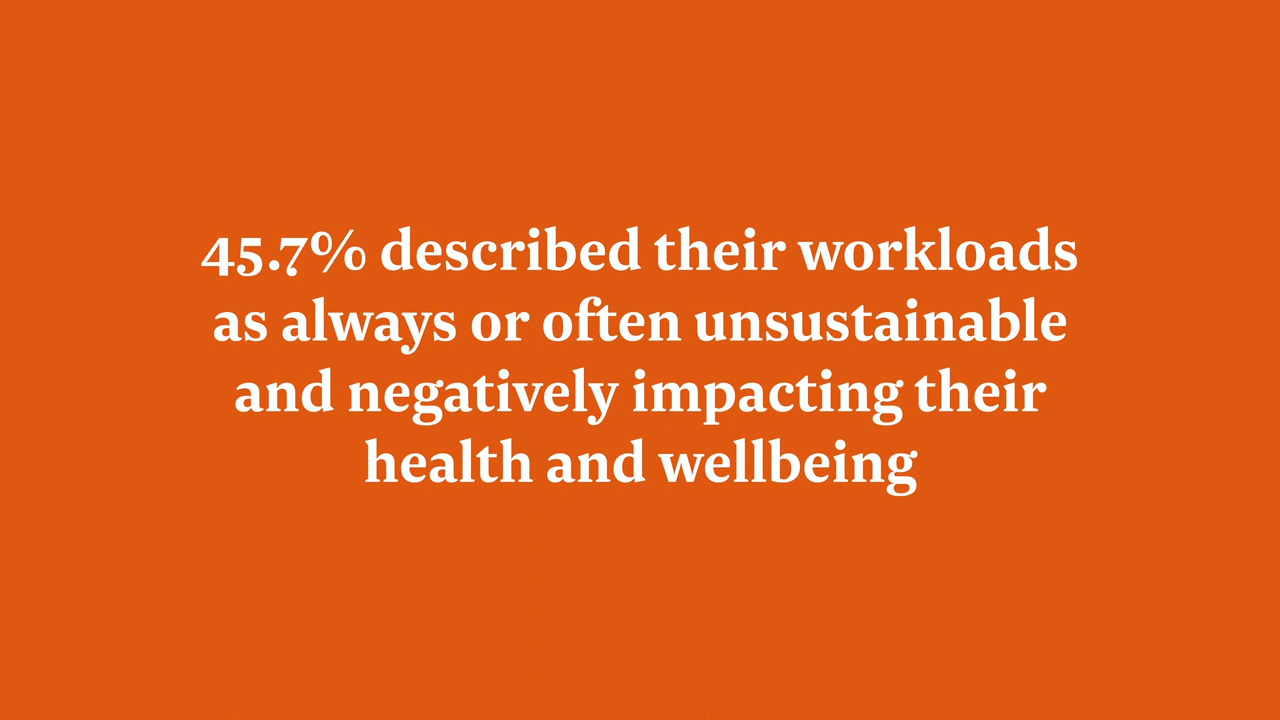 45.7% described their workloads
as always or often unsustainable
and negatively impacting their
health and wellbeing